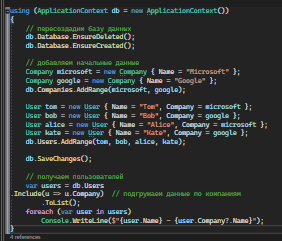 using (ApplicationContext db = new ApplicationContext())
{
// пересоздадим базу данных
db.Database.EnsureDeleted();
db.Database.EnsureCreated();
// добавляем начальные данные
Company microsoft = new Company { Name = "Microsoft" };
Company google = new Company { Name = "Google" };
db.Companies.AddRange(microsoft, google);
User tom = new User { Name = "Tom", Company = microsoft };
User bob = new User { Name = "Bob", Company = google };
User alice = new User { Name = "Alice", Company = microsoft };
User kate = new User { Name = "Kate", Company = google };
db.Users.AddRange(tom, bob, alice, kate);
db.SaveChanges();
// получаем пользователей
var users = db.Users
.Include(u => u.Company) // подгружаем данные по компаниям
.ToList();
foreach (var user in users)
Console.WriteLine($"{user.Name} – {user.Company?.Name}");
}
4 references